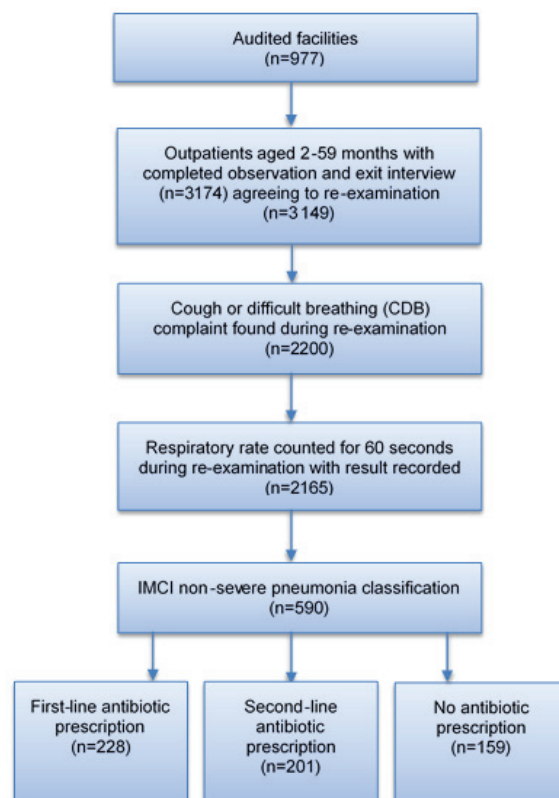 Audited facilities
(n=977)
Outpatients aged 2-59 months with
completed observation and exit interview
(n=3174) agreeing to re-examination
(n=3149)
Cough or difficult breathing (CDB)
complaint found during re-examination
(n=2200)
Respiratory rate counted for 60 seconds
during re-examination with result recorded
(n=2165)
IMCI non-severe pneumonia classification
(n=590)
First-line antibiotic
prescription
(n=228)
Second-line
antibiotic
prescription
(n=201)
No antibiotic
prescription
(n=159)